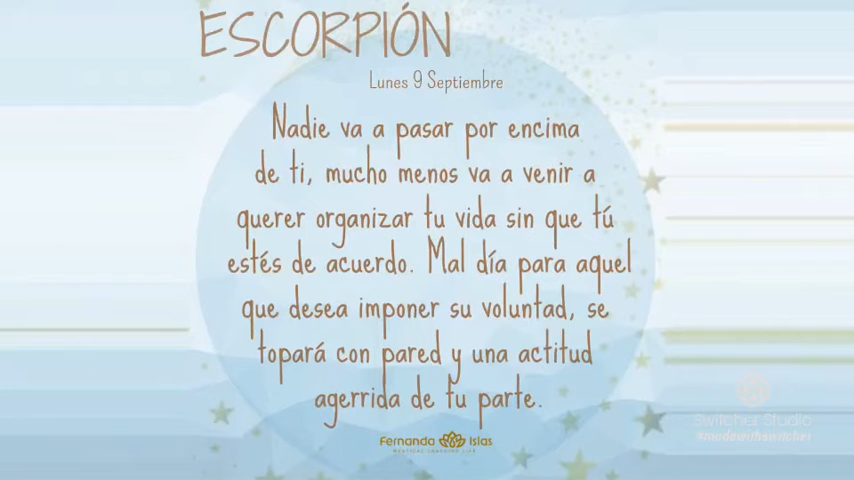 ESCORPIÓN
Lunes 9 Septiembre
Nadie va a pasar por encima
de ti, mucho menos va a venir a
querer organizar tu vida sin que tú
estés de acuerdo. Mal día para aquel
que desea imponer su voluntad, se
topará con pared y una actitud
agerrida de tu parte.
Fernanda Islas
Switcher Studio
#madewithswitcher